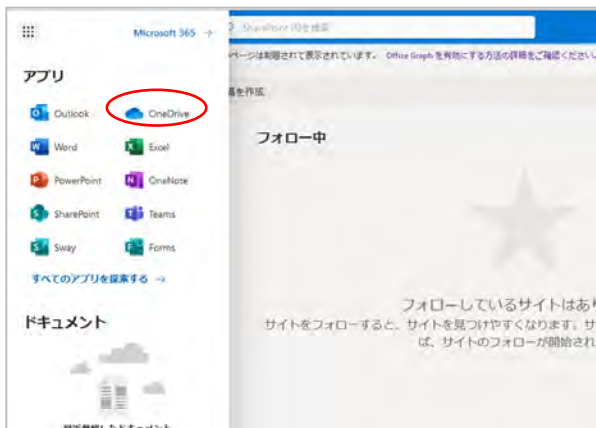 Microsoft 365 →
SharePoint 内を検索
ページは制限されて表示されています。 Office Graph を有効にする方法の詳細をご確認ください。
稿を作成
アプリ
Outlook
OneDrive
Word
Excel
PowerPoint
OneNote
SharePoint
Teams
Sway
Forms
すべてのアプリを探索する →
ドキュメント
フォロー中
フォローしているサイトはあ
サイトをフォローすると、サイトを見つけやすくなります。サ
ば、サイトのフォローが開始され